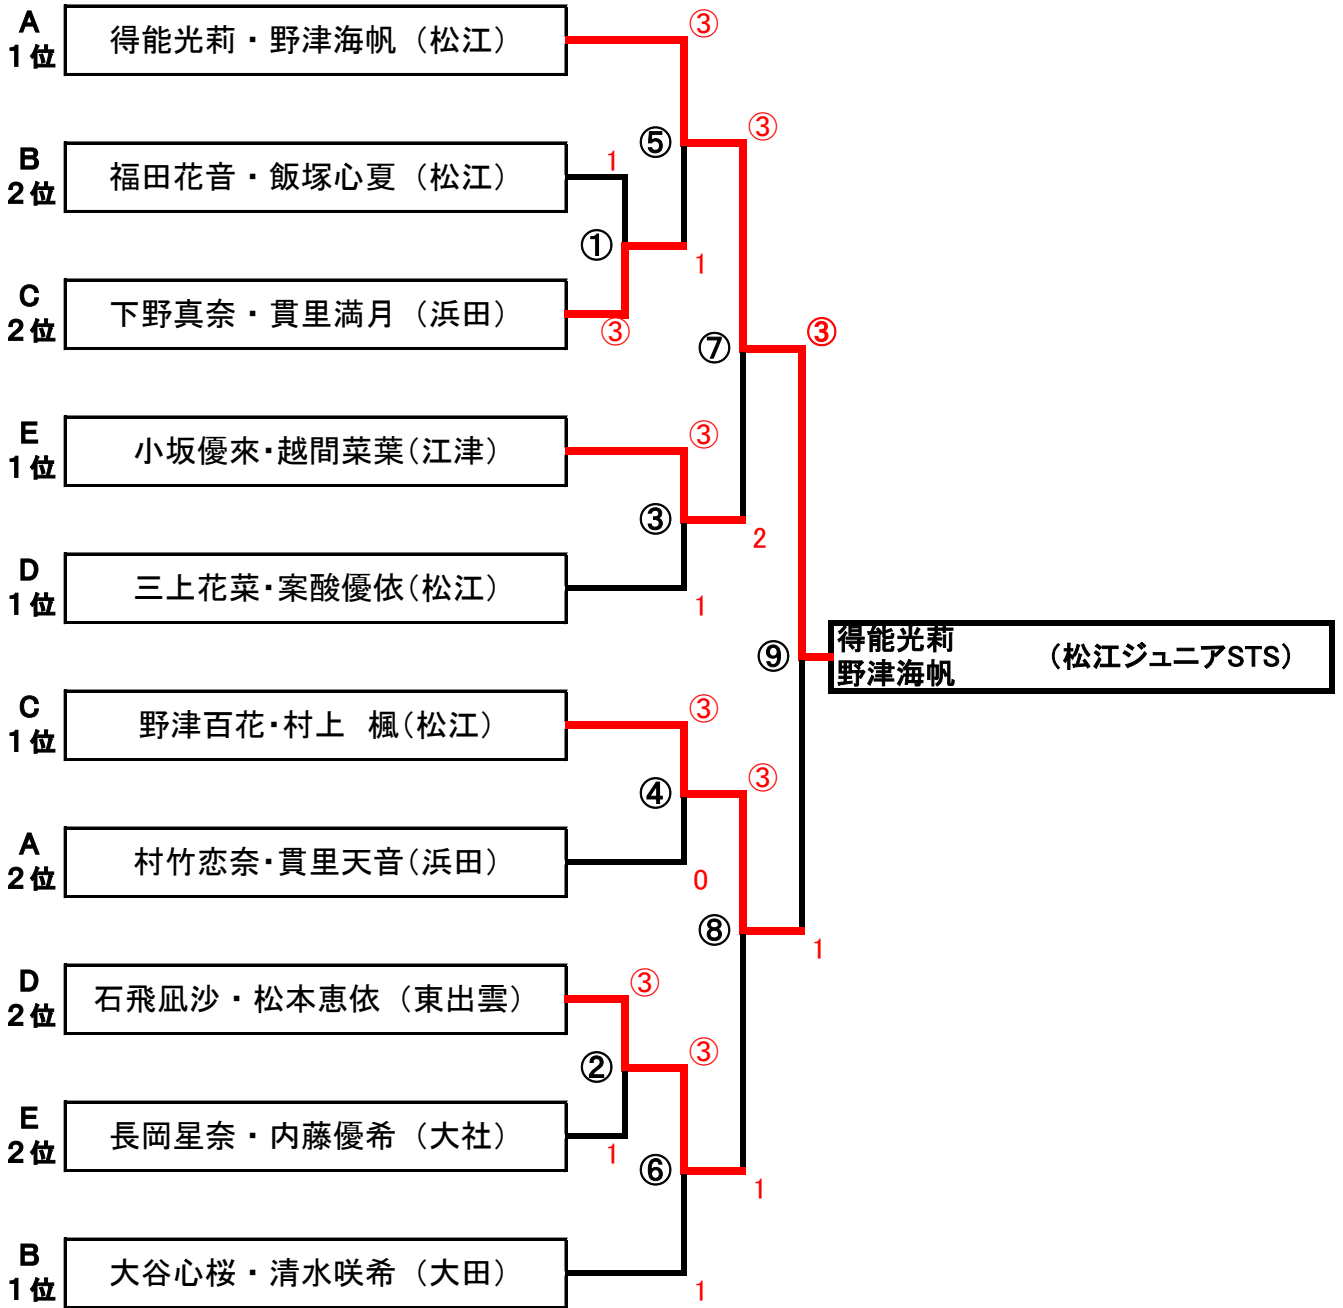 A
1位
得能光莉・野津海帆（松江）
③
B
2位
福田花音・飯塚心夏（松江）
1
⑤
③
①
C
2位
下野真奈・貫里満月（浜田）
③
1
⑦
③
E
1位
小坂優來・越間菜葉（江津）
③
③
2
D
1位
三上花菜・案酸優依（松江）
1
⑨
得能光莉
野津海帆
（松江ジュニアSTS）
C
1位
野津百花・村上　楓（松江）
③
④
③
A
2位
村竹恋奈・貫里天音（浜田）
0
⑧
1
D
2位
石飛凪沙・松本恵依（東出雲）
③
②
③
E
2位
長岡星奈・内藤優希（大社）
1
⑥
1
B
1位
大谷心桜・清水咲希（大田）
1